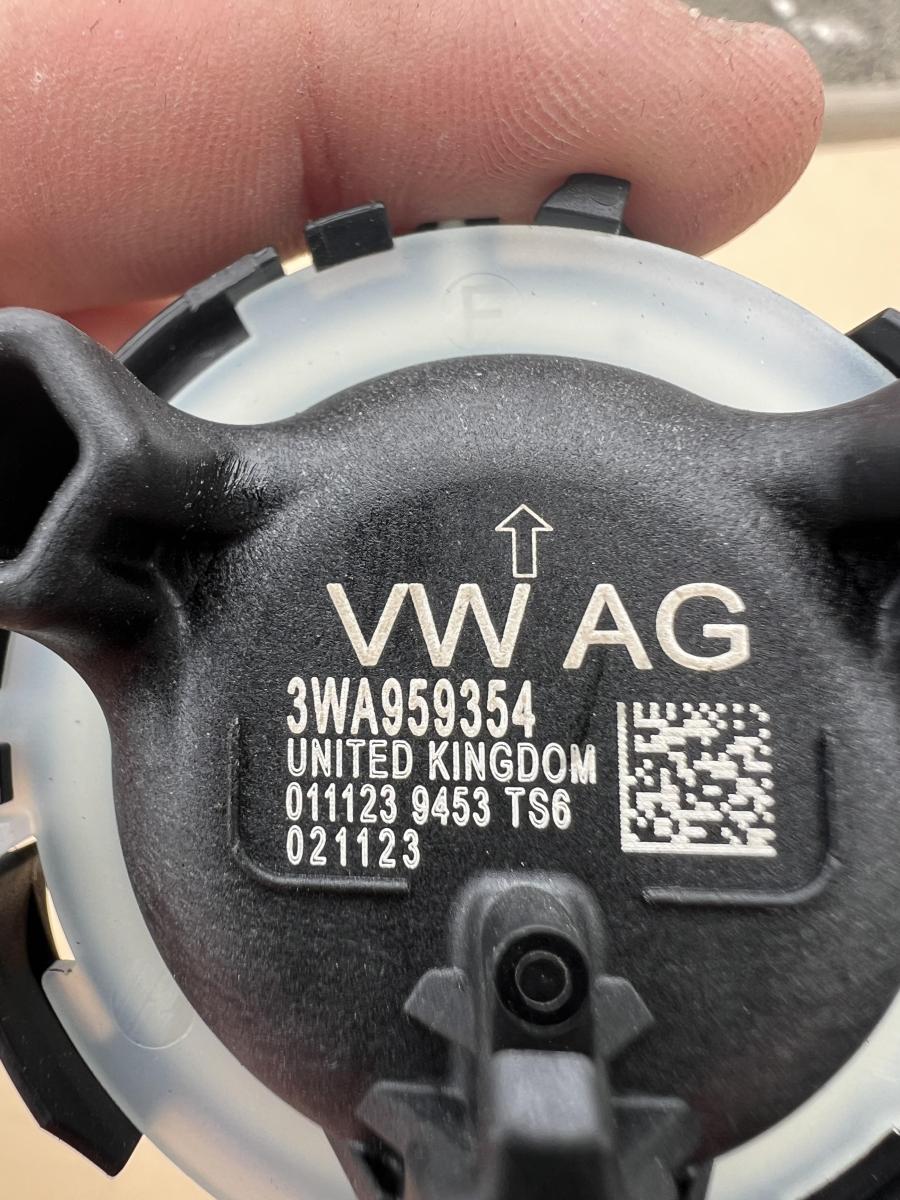 F
VW AG
3WA959354
UNITED KINGDOM
011123 9453 TS6
021123